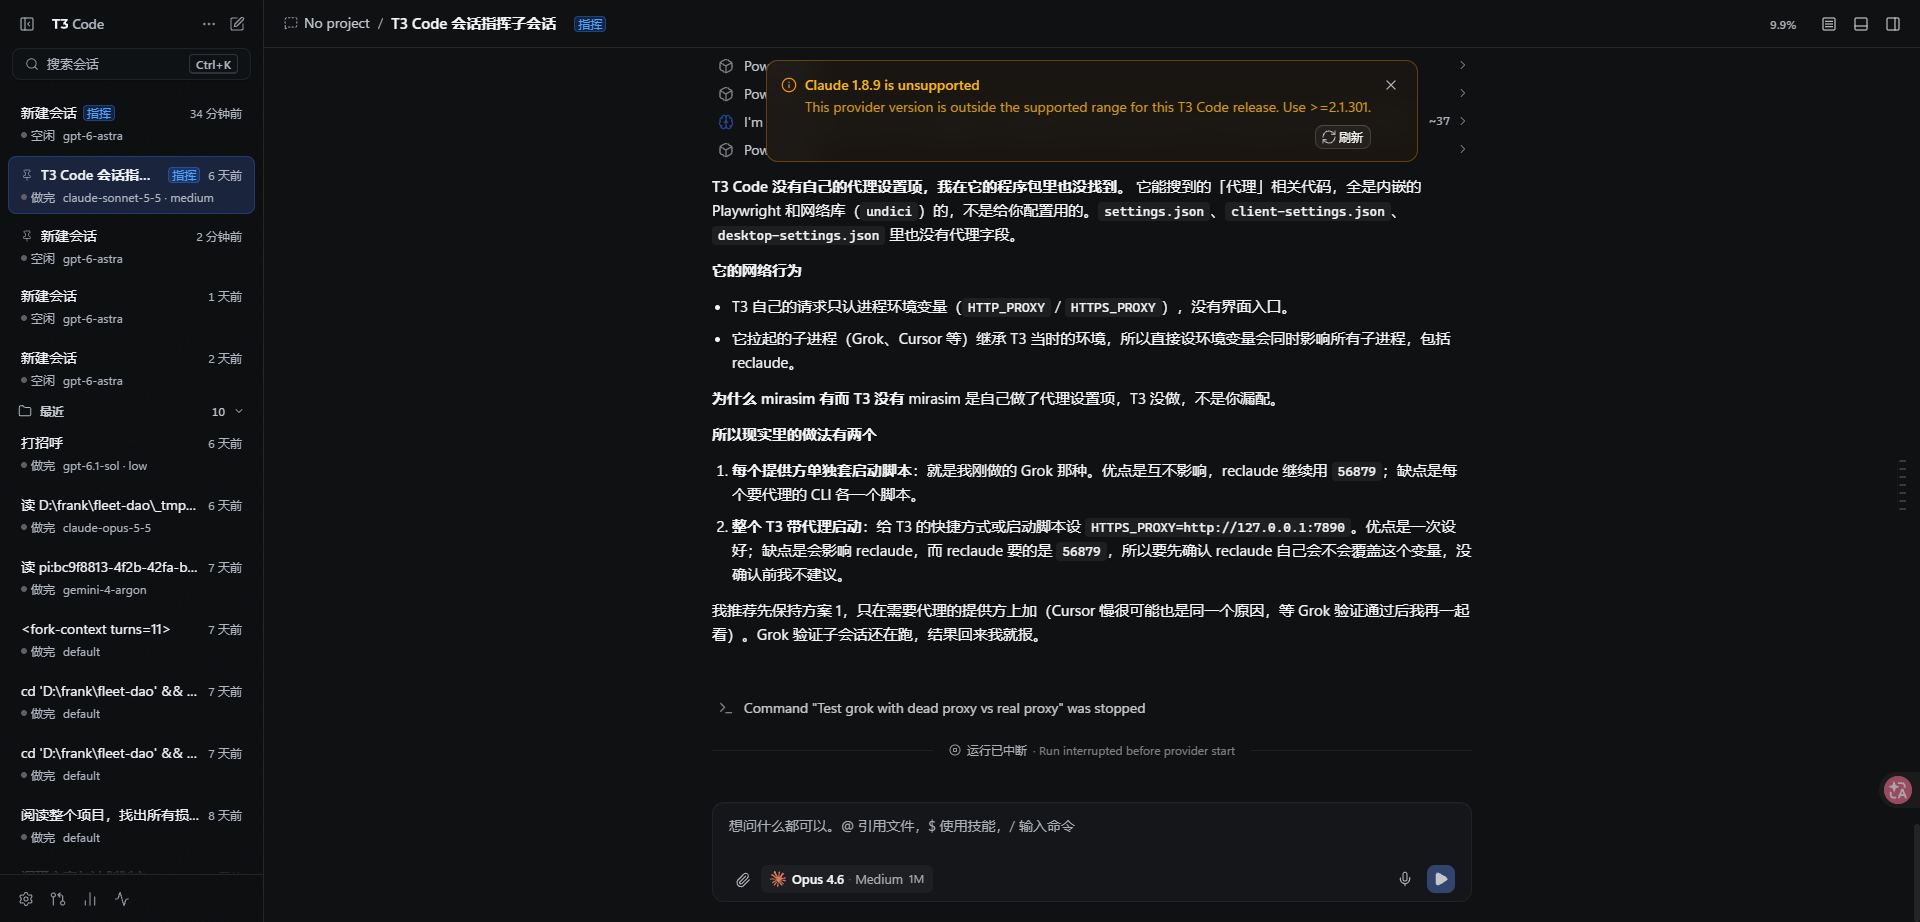 T3 Code
搜索会话
Ctrl+K
新建会话 指挥 34 分钟前
空闲 gpt-6-astra
T3 Code 会话指... 指挥 6 天前
做完 claude-sonnet-5-5 · medium
新建会话 2 分钟前
空闲 gpt-6-astra
新建会话 1 天前
空闲 gpt-6-astra
新建会话 2 天前
空闲 gpt-6-astra
最近 10
打招呼 6 天前
做完 gpt-6.1-sol · low
读 D:\frank\fleet-dao\_tmp... 6 天前
做完 claude-opus-5-5
读 pi:bc9f8813-4f2b-42fa-b... 7 天前
做完 gemini-4-argon
<fork-context turns=11> 7 天前
做完 default
cd 'D:\frank\fleet-dao' && ... 7 天前
做完 default
cd 'D:\frank\fleet-dao' && ... 7 天前
做完 default
阅读整个项目，找出所有损... 8 天前
做完 default
No project / T3 Code 会话指挥子会话 指挥
9.9%
Pow
Pow
I'm
~37
Pow
Claude 1.8.9 is unsupported
This provider version is outside the supported range for this T3 Code release. Use >=2.1.301.
刷新
T3 Code 没有自己的代理设置项，我在它的程序包里也没找到。 它能搜到的「代理」相关代码，全是内嵌的
Playwright 和网络库（ undici ）的，不是给你配置用的。 settings.json 、 client-settings.json 、
desktop-settings.json 里也没有代理字段。
它的网络行为
• T3 自己的请求只认进程环境变量（ HTTP_PROXY / HTTPS_PROXY ），没有界面入口。
• 它拉起的子进程（Grok、Cursor 等）继承 T3 当时的环境，所以直接设环境变量会同时影响所有子进程，包括
reclaude。
为什么 mirasim 有而 T3 没有 mirasim 是自己做了代理设置项，T3 没做，不是你漏配。
所以现实里的做法有两个
1. 每个提供方单独套启动脚本：就是我刚做的 Grok 那种。优点是互不影响，reclaude 继续用 56879 ；缺点是每
个要代理的 CLI 各一个脚本。
2. 整个 T3 带代理启动：给 T3 的快捷方式或启动脚本设 HTTPS_PROXY=http://127.0.0.1:7890 。优点是一次设
好；缺点是会影响 reclaude，而 reclaude 要的是 56879 ，所以要先确认 reclaude 自己会不会覆盖这个变量，没
确认前我不建议。
我推荐先保持方案 1，只在需要代理的提供方上加（Cursor 慢很可能也是同一个原因，等 Grok 验证通过后我再一起
看）。Grok 验证子会话还在跑，结果回来我就报。
Command "Test grok with dead proxy vs real proxy" was stopped
运行已中断 · Run interrupted before provider start
想问什么都可以。@ 引用文件，$ 使用技能，/ 输入命令
Opus 4.6 · Medium 1M